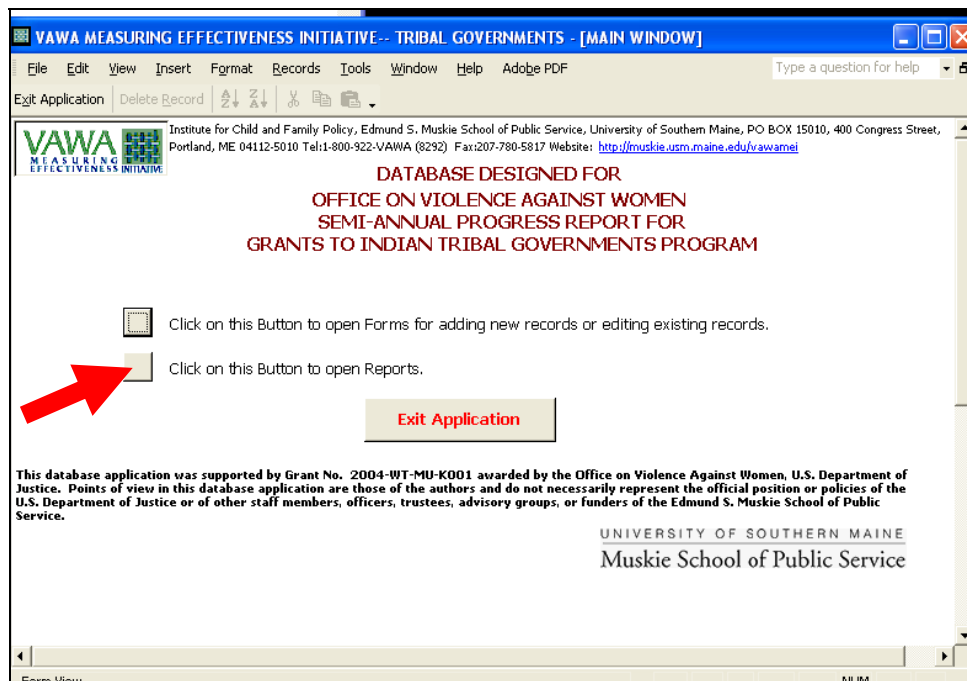 VAWA MEASURING EFFECTIVENESS INITIATIVE-- TRIBAL GOVERNMENTS - [MAIN WINDOW]
File Edit View Insert Format Records Tools Window Help Adobe PDF Type a question for help
Exit Application Delete Record
VAWA
MEASURING
EFFECTIVENESS INITIATIVE
Institute for Child and Family Policy, Edmund S. Muskie School of Public Service, University of Southern Maine, PO BOX 15010, 400 Congress Street,
Portland, ME 04112-5010 Tel:1-800-922-VAWA (8292) Fax:207-780-5817 Website: http://muskie.usm.maine.edu/vawamei
DATABASE DESIGNED FOR
OFFICE ON VIOLENCE AGAINST WOMEN
SEMI-ANNUAL PROGRESS REPORT FOR
GRANTS TO INDIAN TRIBAL GOVERNMENTS PROGRAM
Click on this Button to open Forms for adding new records or editing existing records.
Click on this Button to open Reports.
Exit Application
This database application was supported by Grant No. 2004-WT-MU-K001 awarded by the Office on Violence Against Women, U.S. Department of
Justice. Points of view in this database application are those of the authors and do not necessarily represent the official position or policies of the
U.S. Department of Justice or of other staff members, officers, trustees, advisory groups, or funders of the Edmund S. Muskie School of Public
Service.
UNIVERSITY OF SOUTHERN MAINE
Muskie School of Public Service
Form View NUM